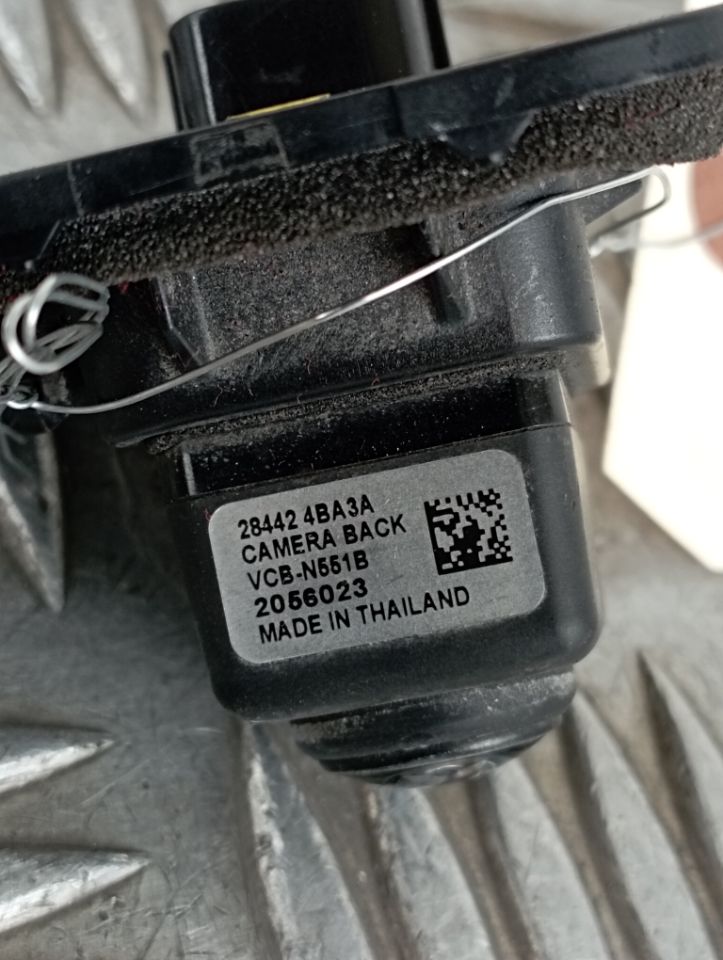 28442 4BA3A
CAMERA BACK
VCB-N551B
2056023
MADE IN THAILAND